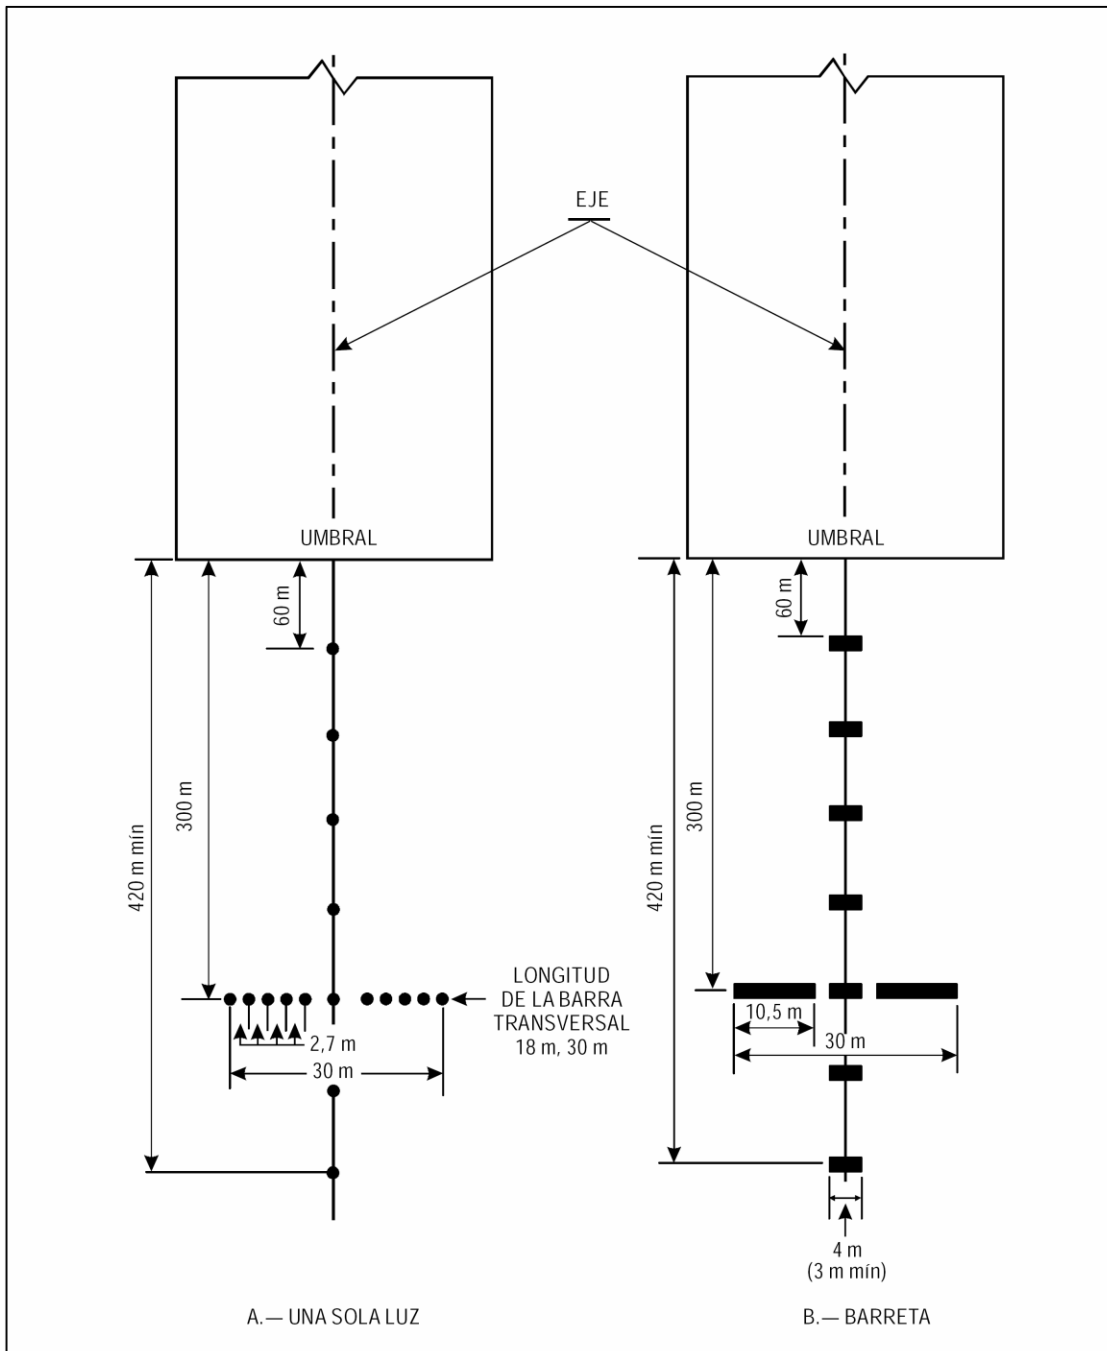 EJE
UMBRAL
UMBRAL
60 m
60 m
300 m
300 m
420 m mín
420 m mín
LONGITUD
DE LA BARRA
TRANSVERSAL
18 m, 30 m
2,7 m
30 m
10,5 m
30 m
4 m
(3 m mín)
A.— UNA SOLA LUZ
B.— BARRETA